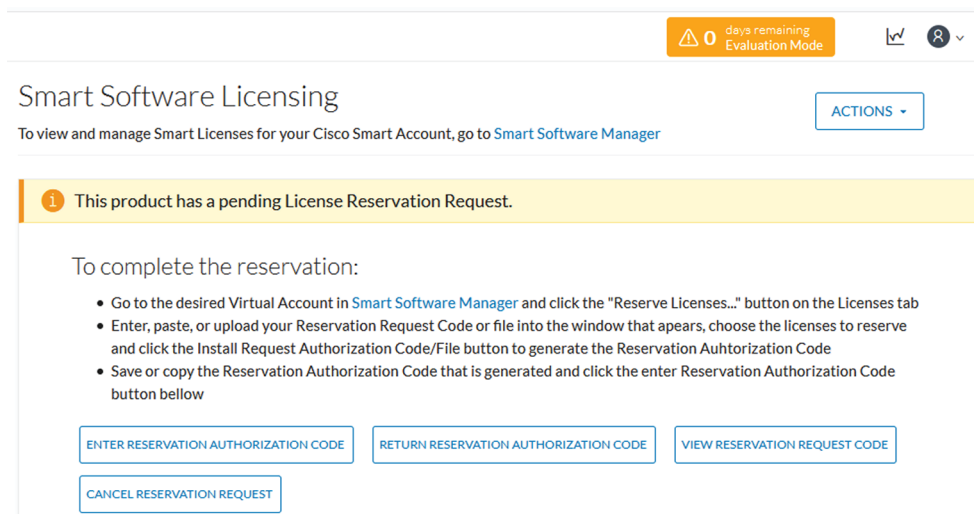 0 days remaining
Evaluation Mode
Smart Software Licensing
ACTIONS
To view and manage Smart Licenses for your Cisco Smart Account, go to Smart Software Manager
This product has a pending License Reservation Request.
To complete the reservation:
• Go to the desired Virtual Account in Smart Software Manager and click the "Reserve Licenses..." button on the Licenses tab
• Enter, paste, or upload your Reservation Request Code or file into the window that apears, choose the licenses to reserve
and click the Install Request Authorization Code/File button to generate the Reservation Auhtorization Code
• Save or copy the Reservation Authorization Code that is generated and click the enter Reservation Authorization Code
button bellow
ENTER RESERVATION AUTHORIZATION CODE
RETURN RESERVATION AUTHORIZATION CODE
VIEW RESERVATION REQUEST CODE
CANCEL RESERVATION REQUEST